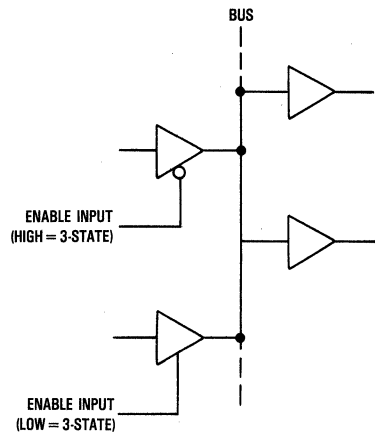 BUS
ENABLE INPUT
(HIGH = 3-STATE)
ENABLE INPUT
(LOW = 3-STATE)